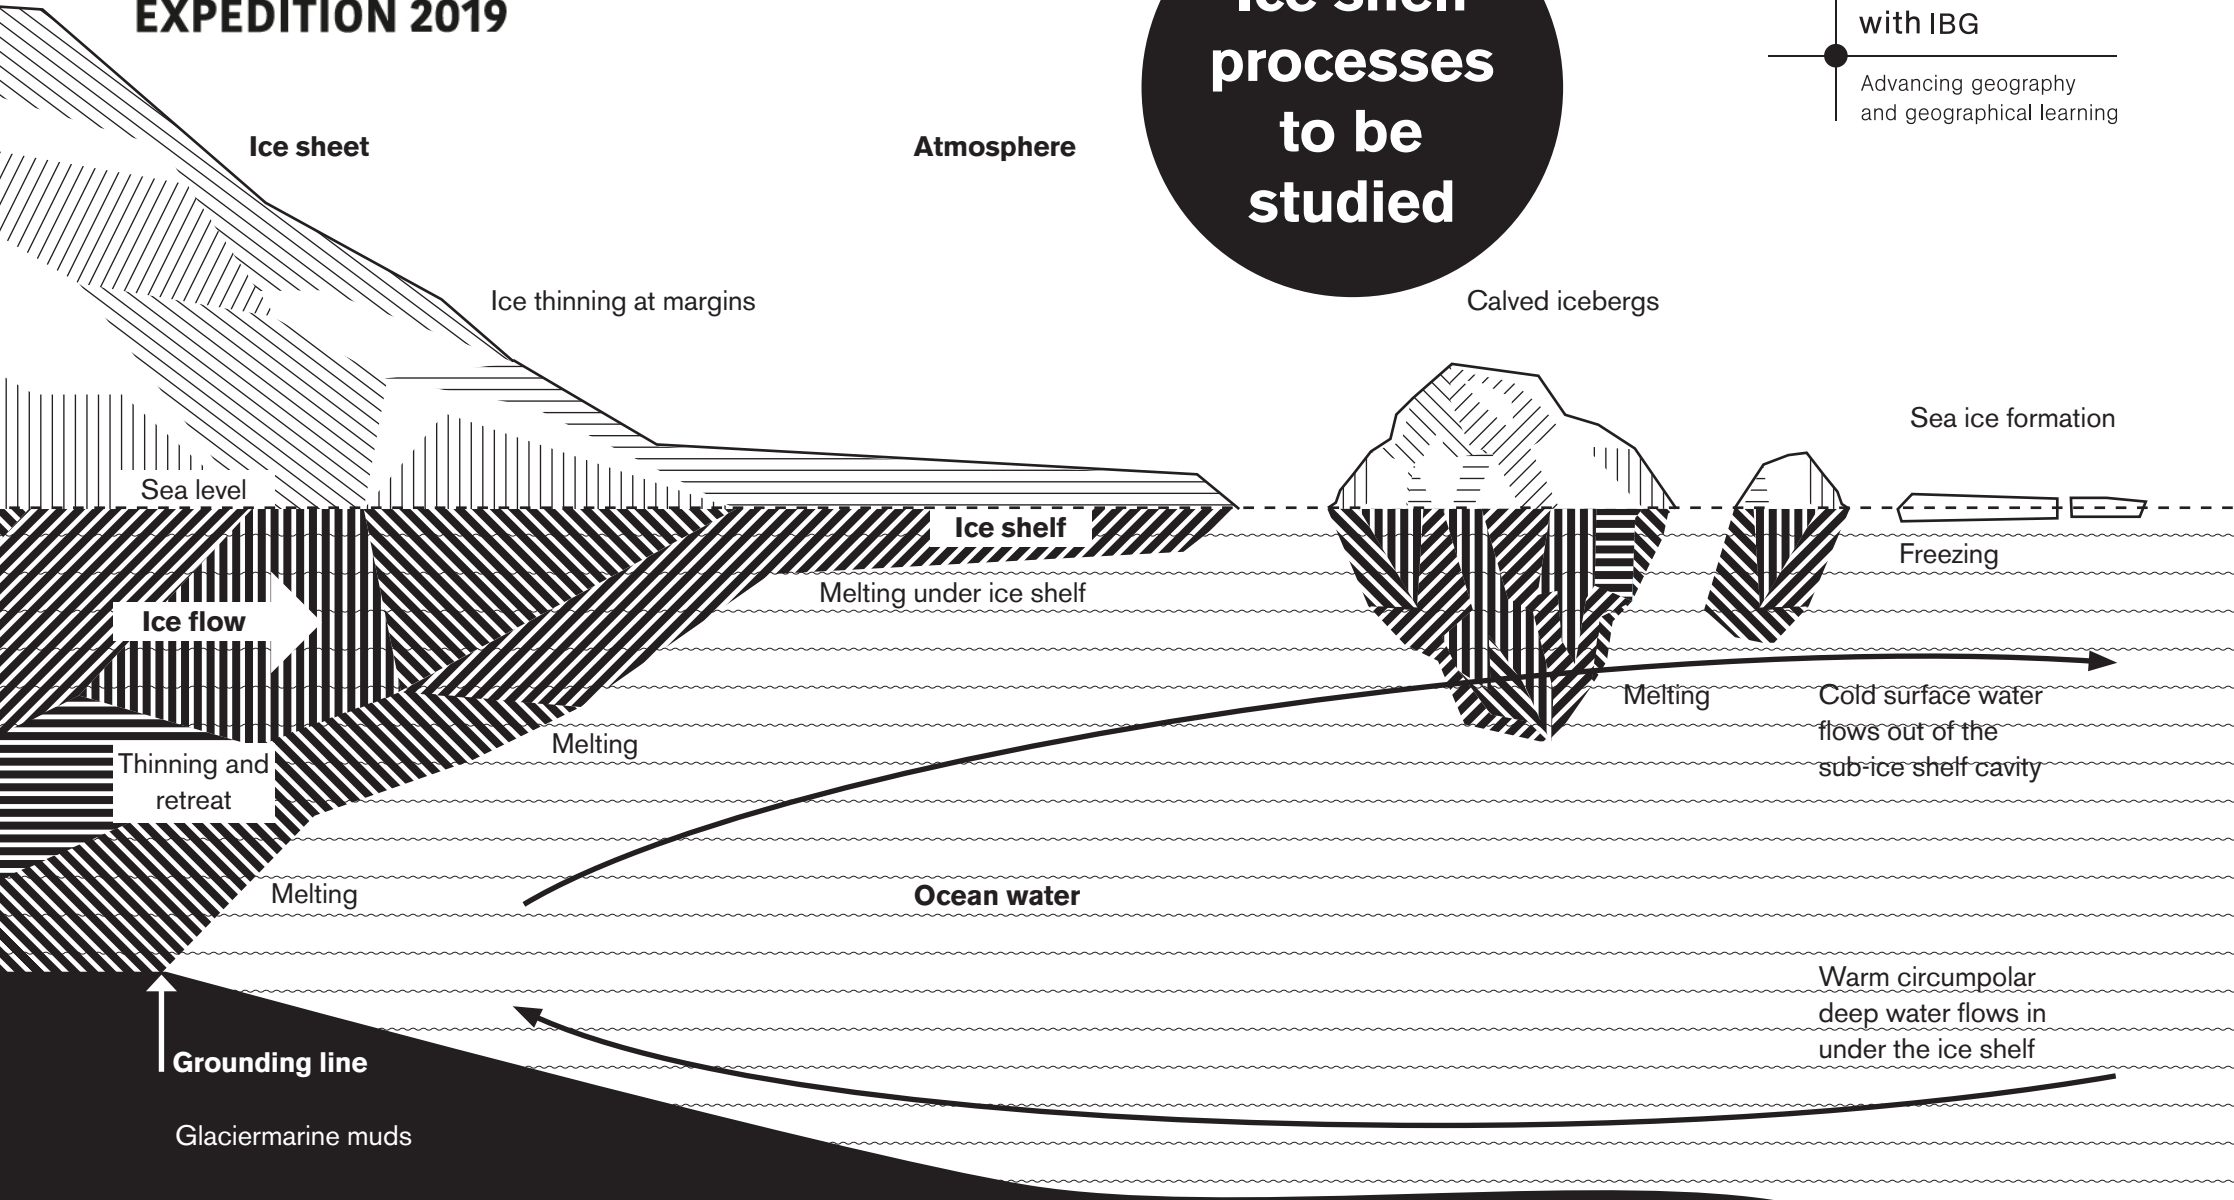 EXPEDITION 2019
Ice shelf
processes
to be
studied
with IBG
Advancing geography
and geographical learning
Ice sheet
Atmosphere
Ice thinning at margins
Calved icebergs
Sea ice formation
Sea level
Ice shelf
Freezing
Melting under ice shelf
Ice flow
Melting
Cold surface water
flows out of the
sub-ice shelf cavity
Melting
Thinning and
retreat
Melting
Ocean water
Warm circumpolar
deep water flows in
under the ice shelf
Grounding line
Glaciermarine muds